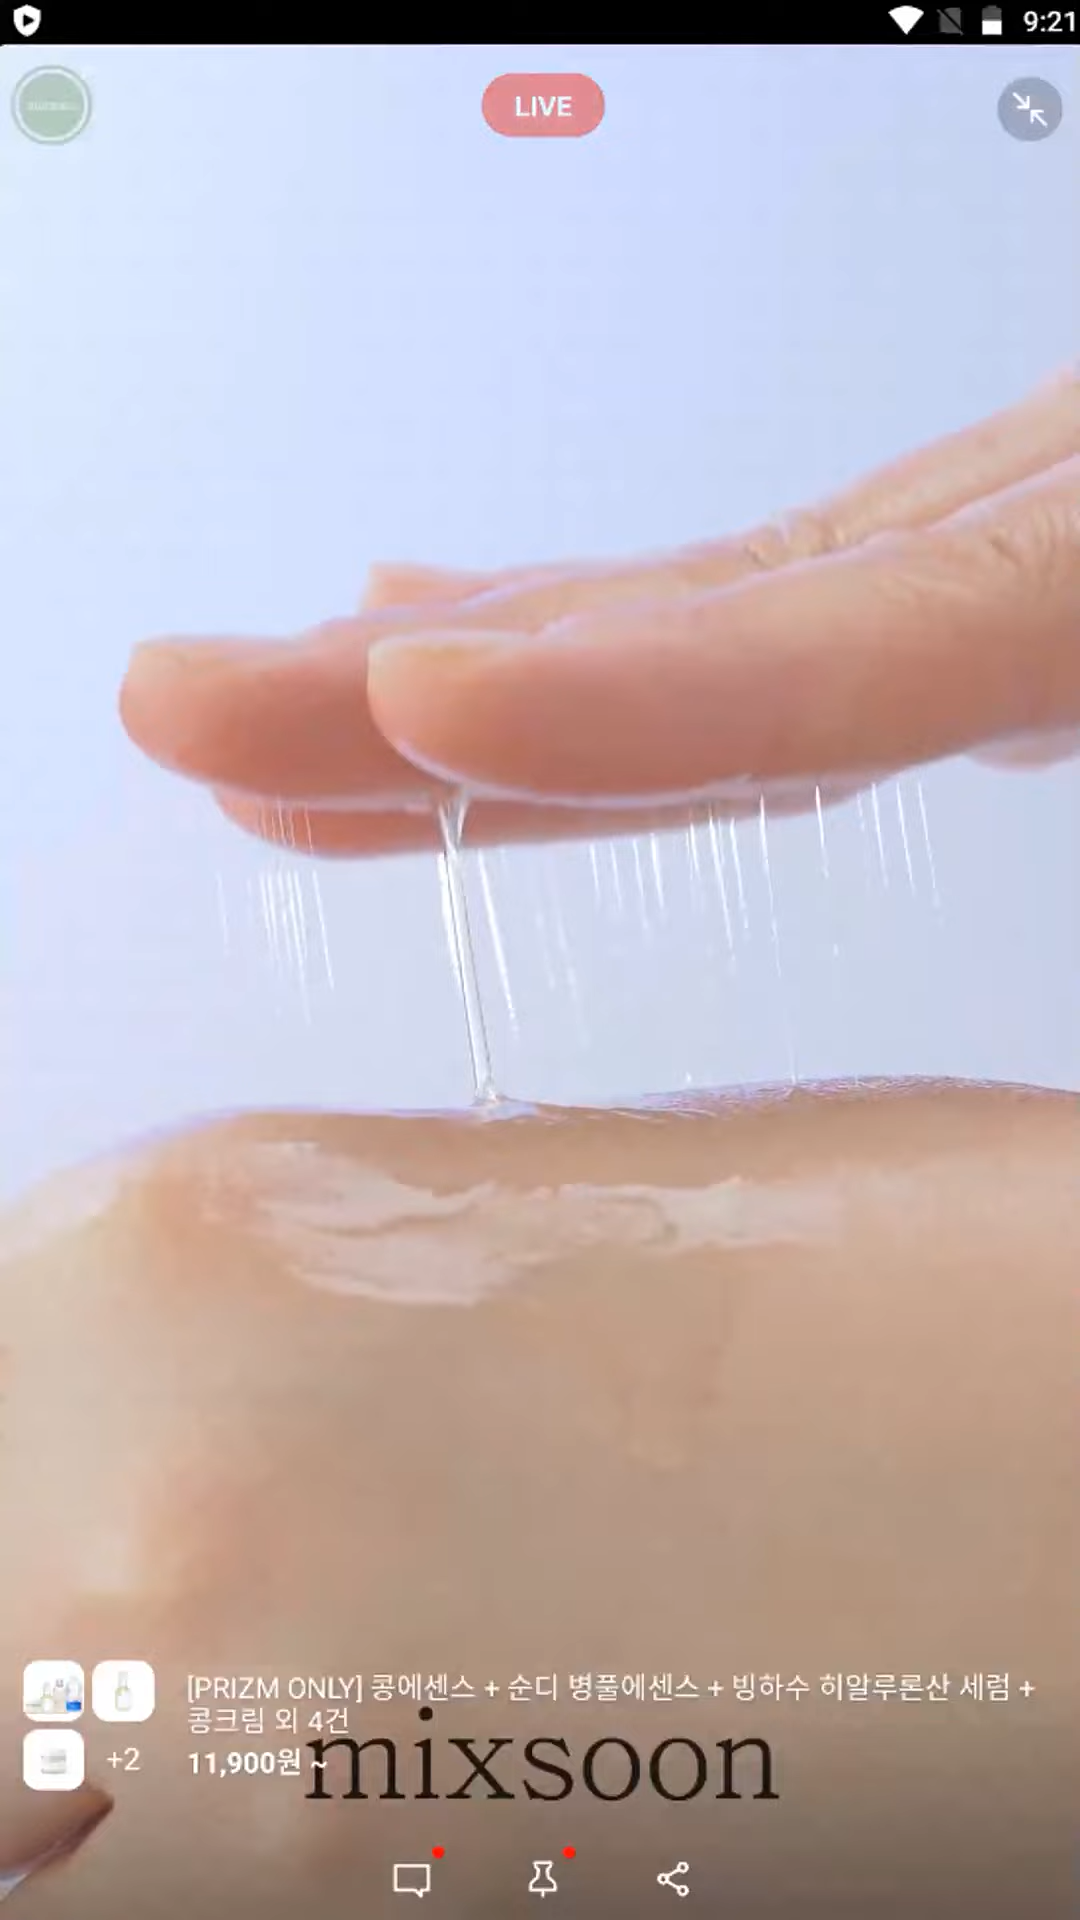 9:21
LIVE
[PRIZM ONLY] 콩에센스 + 순디 병풀에센스 + 빙하수 히알루론산 세럼 +
콩크림 외 4건
+2
11,900원 ~
mixsoon